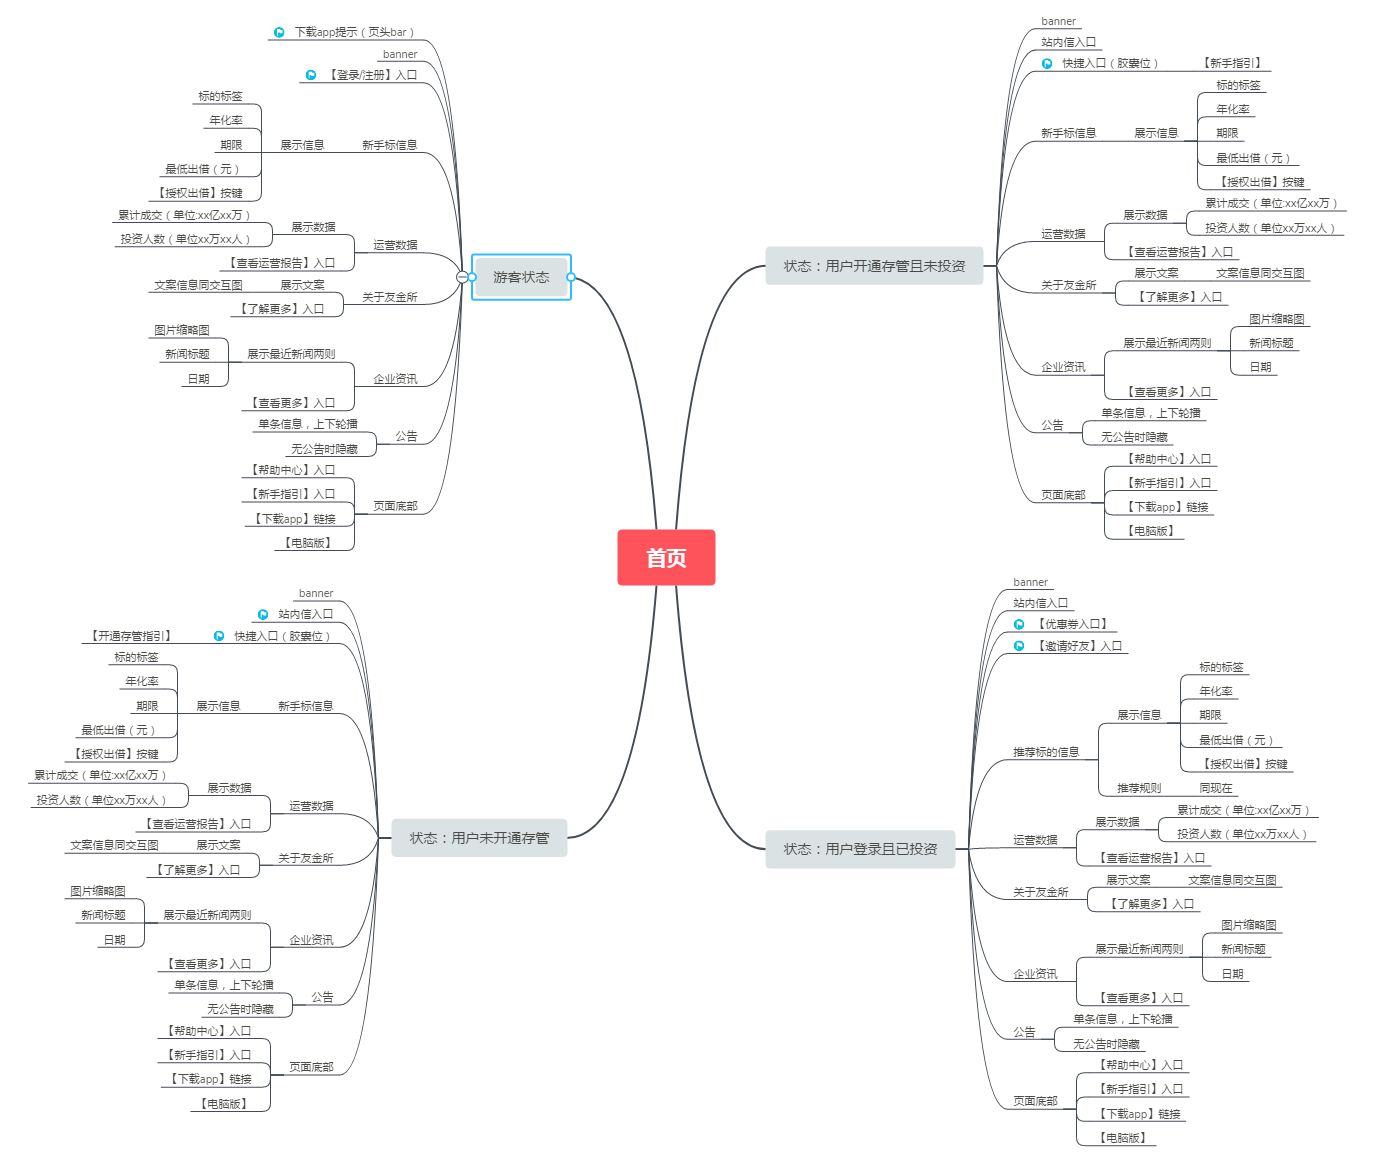 首页
游客状态
下载app提示（页头bar）
banner
【登录/注册】入口
新手标信息
展示信息
标的标签
年化率
期限
最低出借（元）
【授权出借】按键
运营数据
展示数据
累计成交（单位:xx亿xx万）
投资人数（单位xx万xx人）
【查看运营报告】入口
关于友金所
展示文案
文案信息同交互图
【了解更多】入口
企业资讯
展示最近新闻两则
图片缩略图
新闻标题
日期
【查看更多】入口
公告
单条信息，上下轮播
无公告时隐藏
页面底部
【帮助中心】入口
【新手指引】入口
【下载app】链接
【电脑版】
状态：用户开通存管且未投资
banner
站内信入口
快捷入口（胶囊位）
【新手指引】
新手标信息
展示信息
标的标签
年化率
期限
最低出借（元）
【授权出借】按键
运营数据
展示数据
累计成交（单位:xx亿xx万）
投资人数（单位xx万xx人）
【查看运营报告】入口
关于友金所
展示文案
文案信息同交互图
【了解更多】入口
企业资讯
展示最近新闻两则
图片缩略图
新闻标题
日期
【查看更多】入口
公告
单条信息，上下轮播
无公告时隐藏
页面底部
【帮助中心】入口
【新手指引】入口
【下载app】链接
【电脑版】
状态：用户未开通存管
banner
站内信入口
快捷入口（胶囊位）
【开通存管指引】
新手标信息
展示信息
标的标签
年化率
期限
最低出借（元）
【授权出借】按键
运营数据
展示数据
累计成交（单位:xx亿xx万）
投资人数（单位xx万xx人）
【查看运营报告】入口
关于友金所
展示文案
文案信息同交互图
【了解更多】入口
企业资讯
展示最近新闻两则
图片缩略图
新闻标题
日期
【查看更多】入口
公告
单条信息，上下轮播
无公告时隐藏
页面底部
【帮助中心】入口
【新手指引】入口
【下载app】链接
【电脑版】
状态：用户登录且已投资
banner
站内信入口
【优惠券入口】
【邀请好友】入口
推荐标的信息
展示信息
标的标签
年化率
期限
最低出借（元）
【授权出借】按键
推荐规则
同现在
运营数据
展示数据
累计成交（单位:xx亿xx万）
投资人数（单位xx万xx人）
【查看运营报告】入口
关于友金所
展示文案
文案信息同交互图
【了解更多】入口
企业资讯
展示最近新闻两则
图片缩略图
新闻标题
日期
【查看更多】入口
公告
单条信息，上下轮播
无公告时隐藏
页面底部
【帮助中心】入口
【新手指引】入口
【下载app】链接
【电脑版】